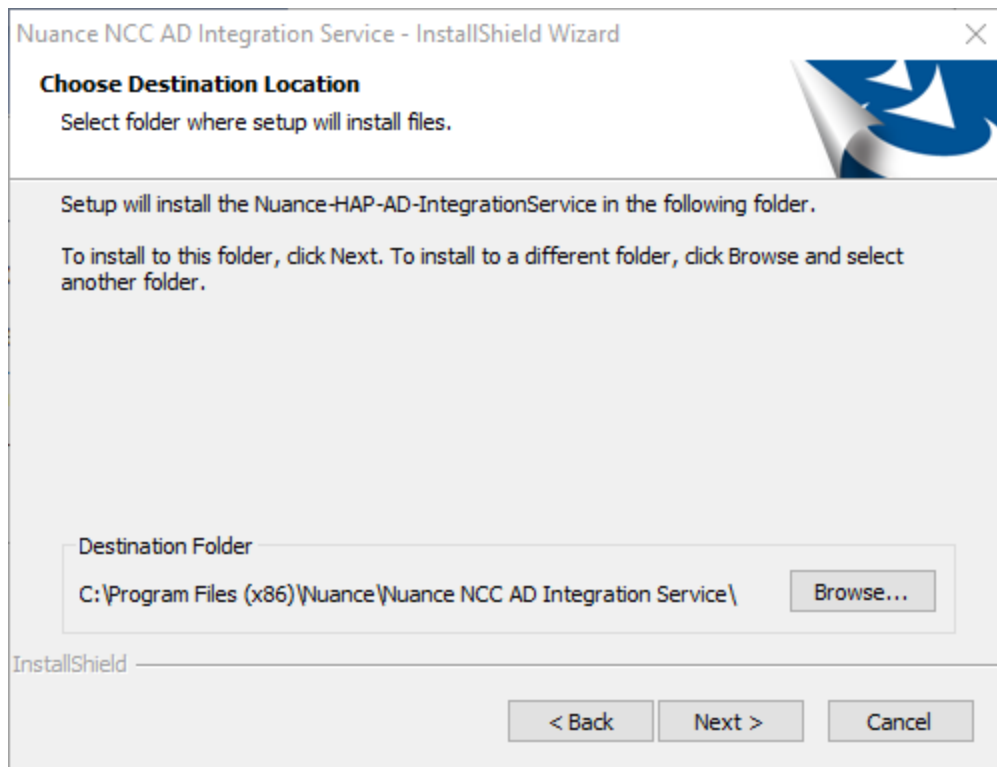 Nuance NCC AD Integration Service - InstallShield Wizard
Choose Destination Location
Select folder where setup will install files.
Setup will install the Nuance-HAP-AD-IntegrationService in the following folder.
To install to this folder, click Next. To install to a different folder, click Browse and select
another folder.
Destination Folder
C:\Program Files (x86)\Nuance\Nuance NCC AD Integration Service\
Browse...
InstallShield
< Back
Next >
Cancel